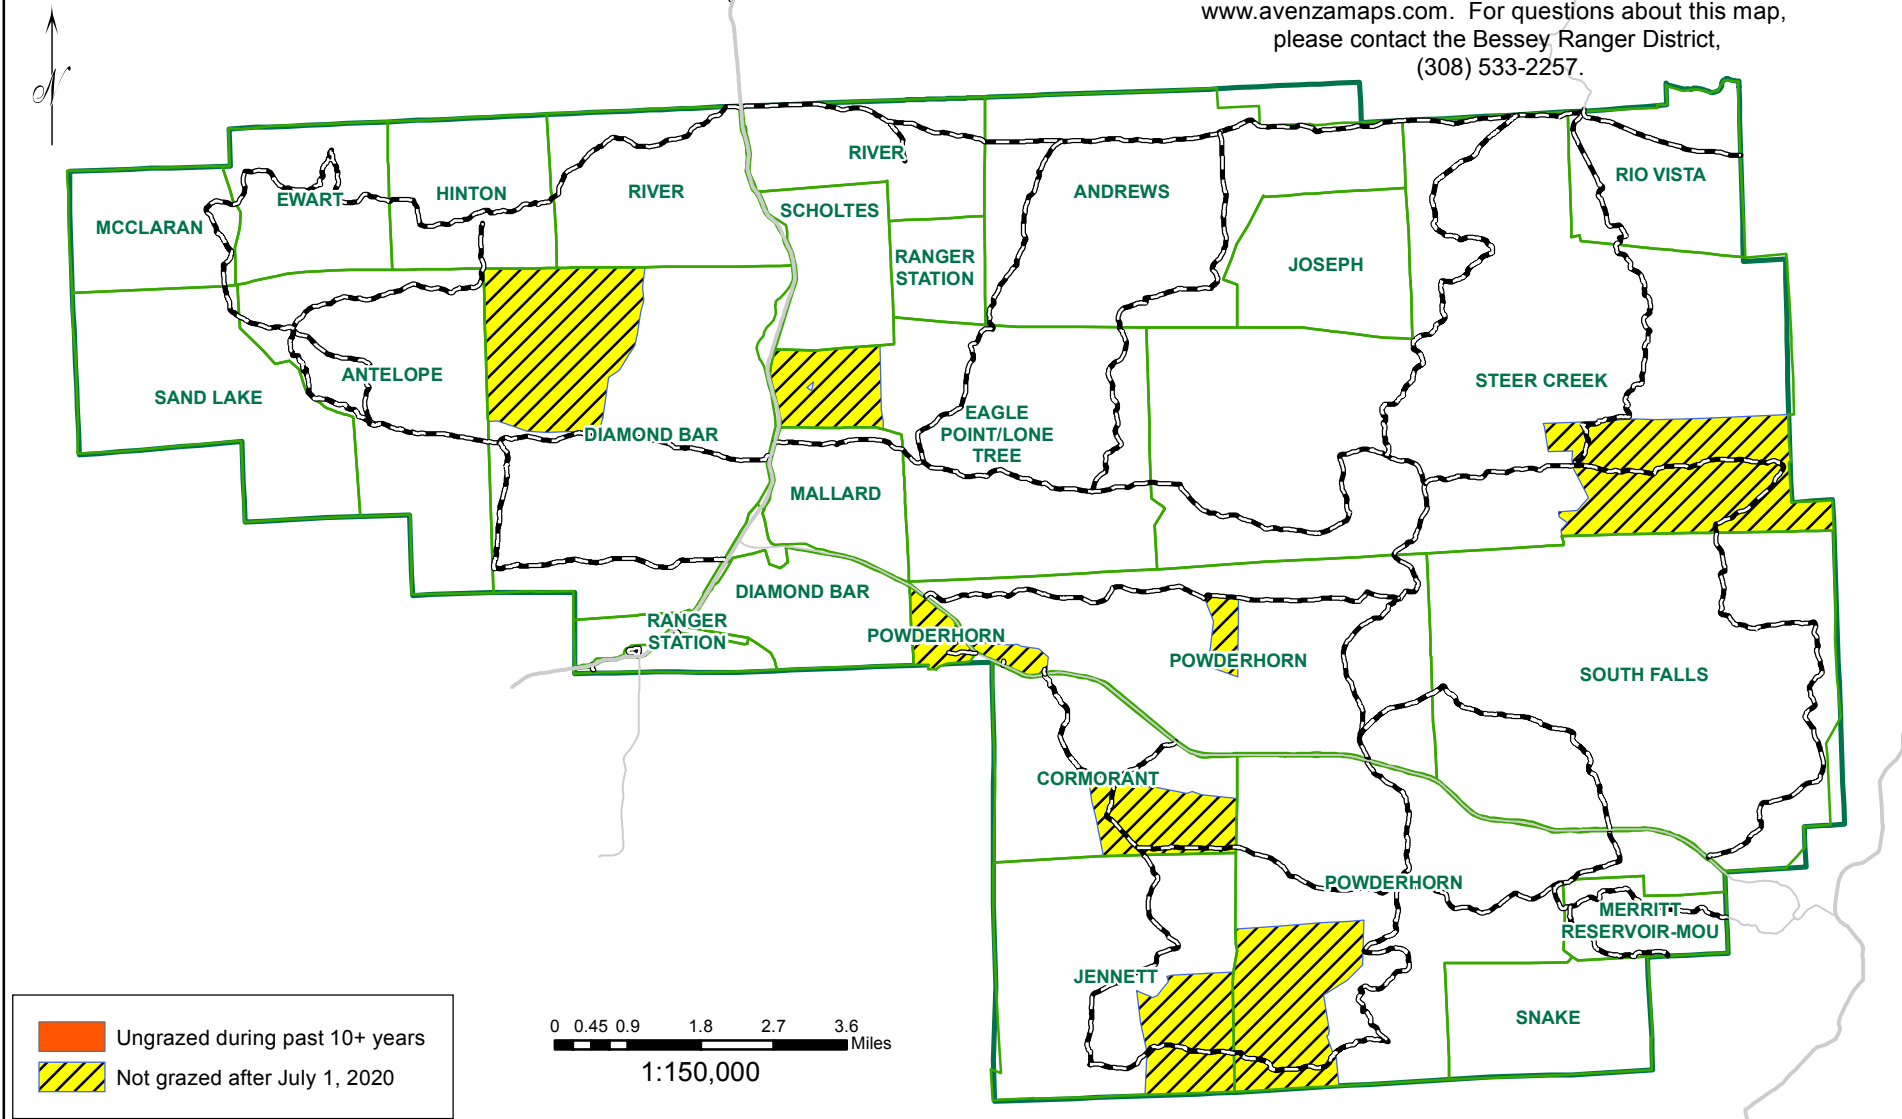 www.avenzamaps.com.  For questions about this map,
please contact the Bessey Ranger District,
(308) 533-2257.
N
RIVER
RIO VISTA
EWART
HINTON
RIVER
ANDREWS
SCHOLTES
MCCLARAN
RANGER
STATION
JOSEPH
ANTELOPE
STEER CREEK
SAND LAKE
EAGLE
POINT/LONE
TREE
DIAMOND BAR
MALLARD
DIAMOND BAR
RANGER
STATION
POWDERHORN
POWDERHORN
SOUTH FALLS
CORMORANT
POWDERHORN
MERRITT
RESERVOIR-MOU
JENNETT
SNAKE
Ungrazed during past 10+ years
Not grazed after July 1, 2020
0 0.45 0.9 1.8 2.7 3.6
Miles
1:150,000